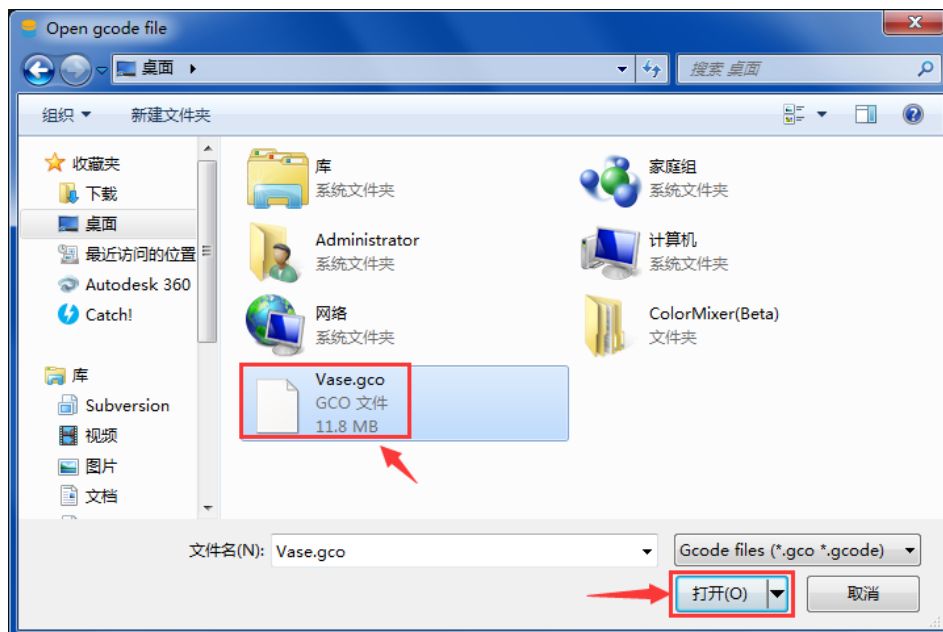 Open gcode file
桌面
搜索 桌面
组织
新建文件夹
收藏夹
下载
桌面
最近访问的位置
Autodesk 360
Catch!
库
Subversion
视频
图片
文档
库
系统文件夹
家庭组
系统文件夹
Administrator
系统文件夹
计算机
系统文件夹
网络
系统文件夹
ColorMixer(Beta)
文件夹
Vase.gco
GCO 文件
11.8 MB
文件名(N):
Vase.gco
Gcode files (*.gco *.gcode)
打开(O)
取消